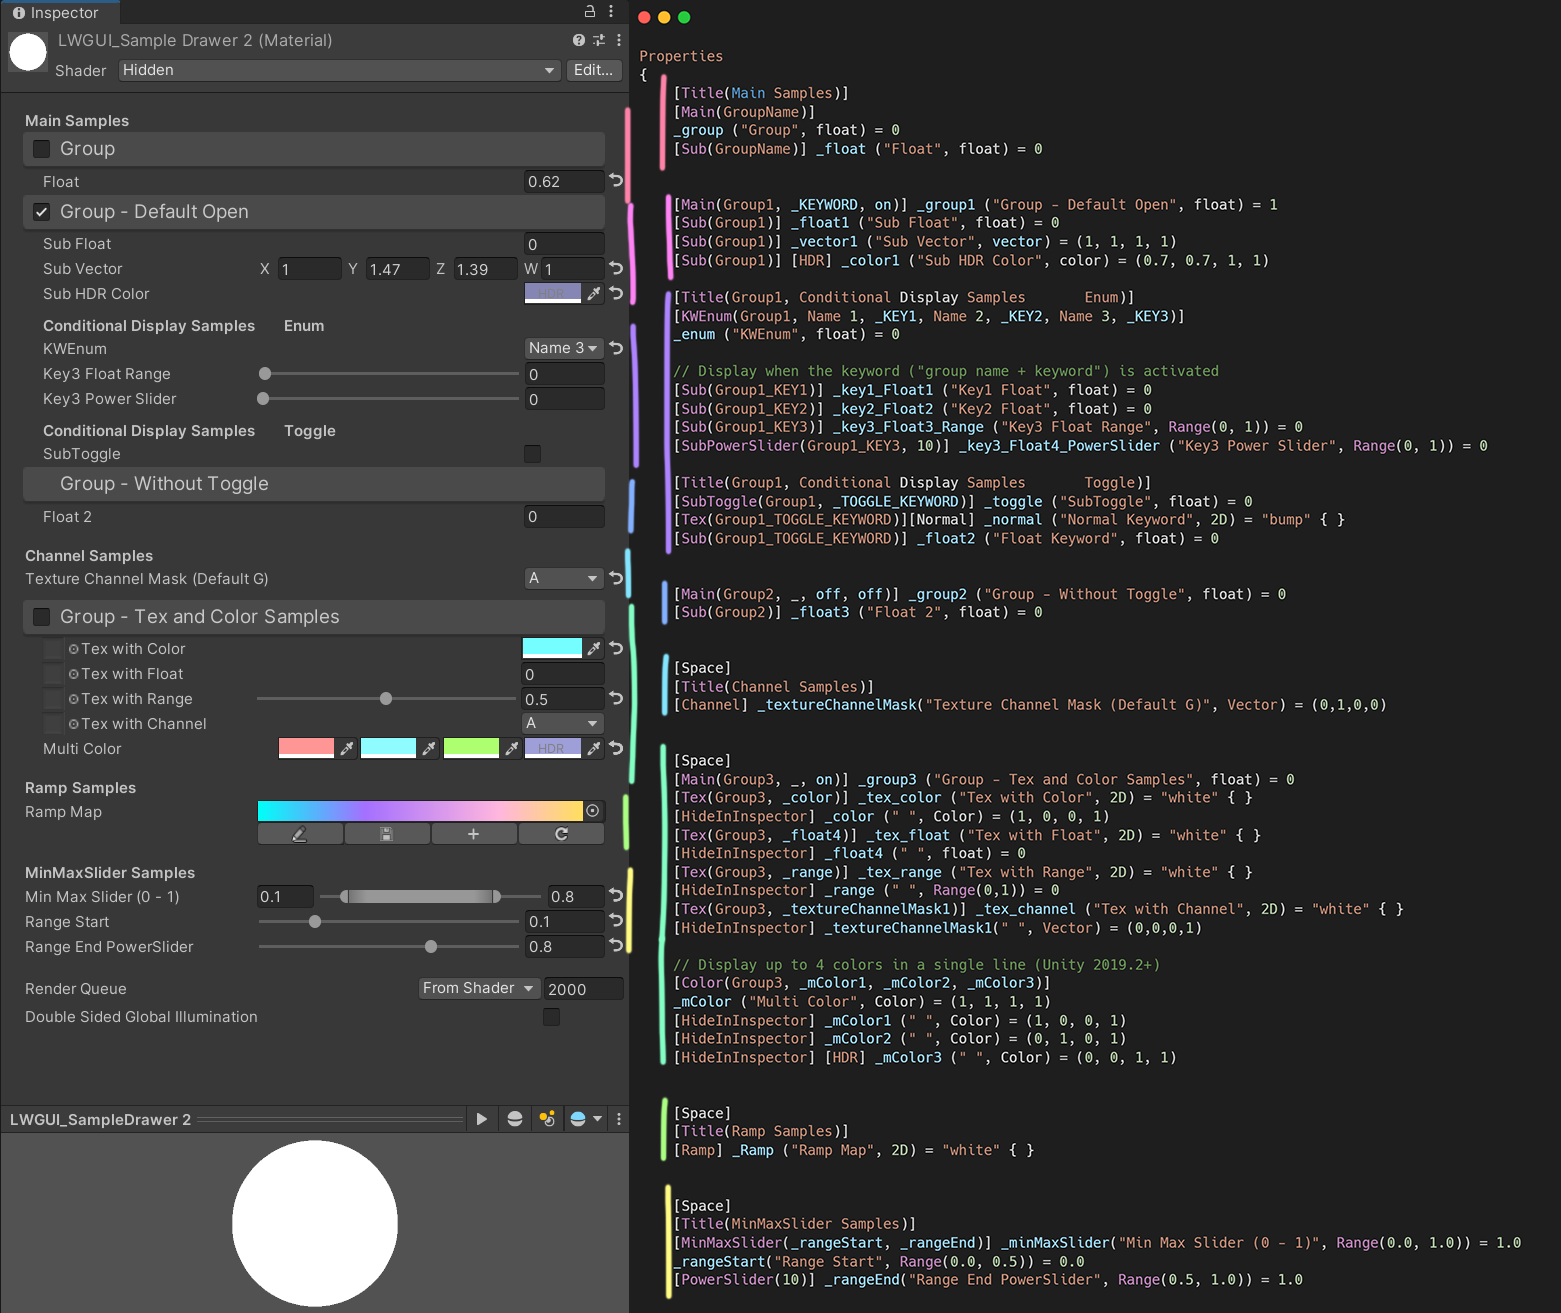 Inspector
LWGUI_Sample Drawer 2 (Material)
Shader Hidden Edit...
Main Samples
Group
Float 0.62
Group - Default Open
Sub Float 0
Sub Vector X 1 Y 1.47 Z 1.39 W 1
Sub HDR Color HDR
Conditional Display Samples Enum
KWEnum Name 3
Key3 Float Range 0
Key3 Power Slider 0
Conditional Display Samples Toggle
SubToggle
Group - Without Toggle
Float 2 0
Channel Samples
Texture Channel Mask (Default G) A
Group - Tex and Color Samples
Tex with Color
Tex with Float 0
Tex with Range 0.5
Tex with Channel A
Multi Color HDR
Ramp Samples
Ramp Map
MinMaxSlider Samples
Min Max Slider (0 - 1) 0.1 0.8
Range Start 0.1
Range End PowerSlider 0.8
Render Queue From Shader 2000
Double Sided Global Illumination
LWGUI_SampleDrawer 2
Properties
{
[Title(Main Samples)]
[Main(GroupName)]
_group ("Group", float) = 0
[Sub(GroupName)] _float ("Float", float) = 0
[Main(Group1, _KEYWORD, on)] _group1 ("Group - Default Open", float) = 1
[Sub(Group1)] _float1 ("Sub Float", float) = 0
[Sub(Group1)] _vector1 ("Sub Vector", vector) = (1, 1, 1, 1)
[Sub(Group1)] [HDR] _color1 ("Sub HDR Color", color) = (0.7, 0.7, 1, 1)
[Title(Group1, Conditional Display Samples       Enum)]
[KWEnum(Group1, Name 1, _KEY1, Name 2, _KEY2, Name 3, _KEY3)]
_enum ("KWEnum", float) = 0
// Display when the keyword ("group name + keyword") is activated
[Sub(Group1_KEY1)] _key1_Float1 ("Key1 Float", float) = 0
[Sub(Group1_KEY2)] _key2_Float2 ("Key2 Float", float) = 0
[Sub(Group1_KEY3)] _key3_Float3_Range ("Key3 Float Range", Range(0, 1)) = 0
[SubPowerSlider(Group1_KEY3, 10)] _key3_Float4_PowerSlider ("Key3 Power Slider", Range(0, 1)) = 0
[Title(Group1, Conditional Display Samples       Toggle)]
[SubToggle(Group1, _TOGGLE_KEYWORD)] _toggle ("SubToggle", float) = 0
[Tex(Group1_TOGGLE_KEYWORD)][Normal] _normal ("Normal Keyword", 2D) = "bump" { }
[Sub(Group1_TOGGLE_KEYWORD)] _float2 ("Float Keyword", float) = 0
[Main(Group2, _, off, off)] _group2 ("Group - Without Toggle", float) = 0
[Sub(Group2)] _float3 ("Float 2", float) = 0
[Space]
[Title(Channel Samples)]
[Channel] _textureChannelMask("Texture Channel Mask (Default G)", Vector) = (0,1,0,0)
[Space]
[Main(Group3, _, on)] _group3 ("Group - Tex and Color Samples", float) = 0
[Tex(Group3, _color)] _tex_color ("Tex with Color", 2D) = "white" { }
[HideInInspector] _color (" ", Color) = (1, 0, 0, 1)
[Tex(Group3, _float4)] _tex_float ("Tex with Float", 2D) = "white" { }
[HideInInspector] _float4 (" ", float) = 0
[Tex(Group3, _range)] _tex_range ("Tex with Range", 2D) = "white" { }
[HideInInspector] _range (" ", Range(0,1)) = 0
[Tex(Group3, _textureChannelMask1)] _tex_channel ("Tex with Channel", 2D) = "white" { }
[HideInInspector] _textureChannelMask1(" ", Vector) = (0,0,0,1)
// Display up to 4 colors in a single line (Unity 2019.2+)
[Color(Group3, _mColor1, _mColor2, _mColor3)]
_mColor ("Multi Color", Color) = (1, 1, 1, 1)
[HideInInspector] _mColor1 (" ", Color) = (1, 0, 0, 1)
[HideInInspector] _mColor2 (" ", Color) = (0, 1, 0, 1)
[HideInInspector] [HDR] _mColor3 (" ", Color) = (0, 0, 1, 1)
[Space]
[Title(Ramp Samples)]
[Ramp] _Ramp ("Ramp Map", 2D) = "white" { }
[Space]
[Title(MinMaxSlider Samples)]
[MinMaxSlider(_rangeStart, _rangeEnd)] _minMaxSlider("Min Max Slider (0 - 1)", Range(0.0, 1.0)) = 1.0
_rangeStart("Range Start", Range(0.0, 0.5)) = 0.0
[PowerSlider(10)] _rangeEnd("Range End PowerSlider", Range(0.5, 1.0)) = 1.0